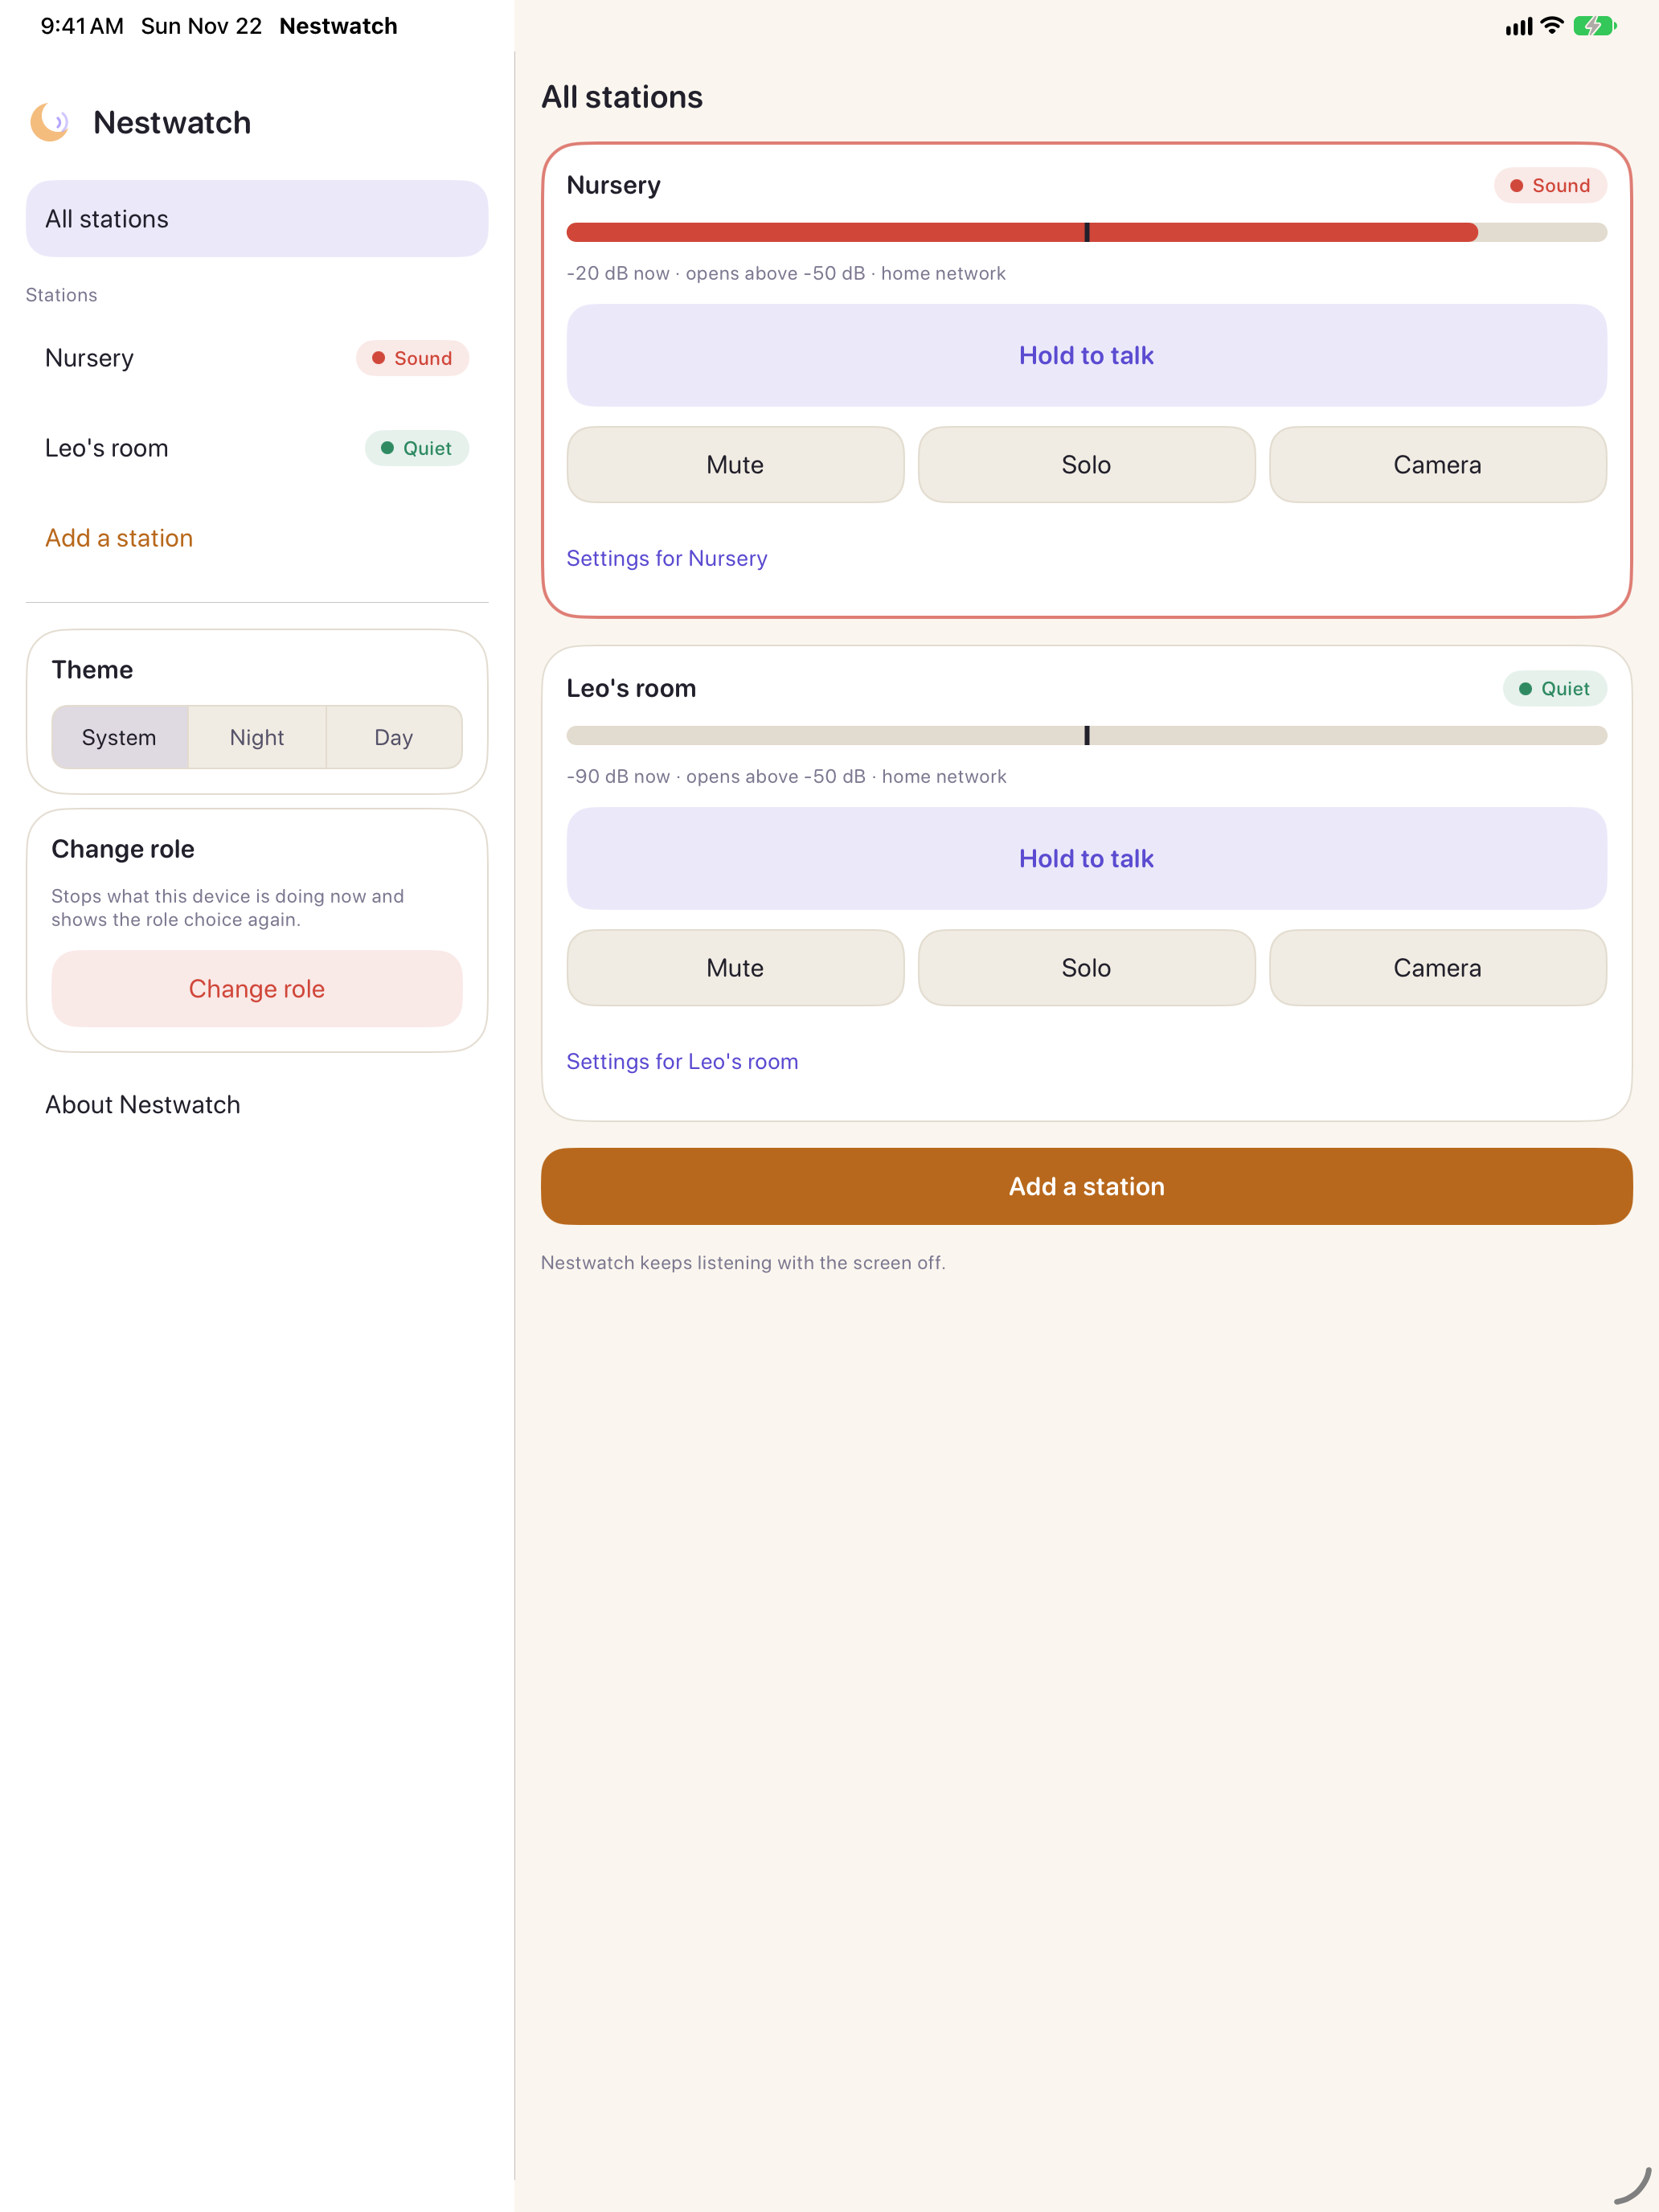 9:41 AM Sun Nov 22 Nestwatch
Nestwatch
All stations
Stations
Nursery
Sound
Leo's room
Quiet
Add a station
Theme
System
Night
Day
Change role
Stops what this device is doing now and
shows the role choice again.
Change role
About Nestwatch
All stations
Nursery
Sound
-20 dB now · opens above -50 dB · home network
Hold to talk
Mute
Solo
Camera
Settings for Nursery
Leo's room
Quiet
-90 dB now · opens above -50 dB · home network
Hold to talk
Mute
Solo
Camera
Settings for Leo's room
Add a station
Nestwatch keeps listening with the screen off.